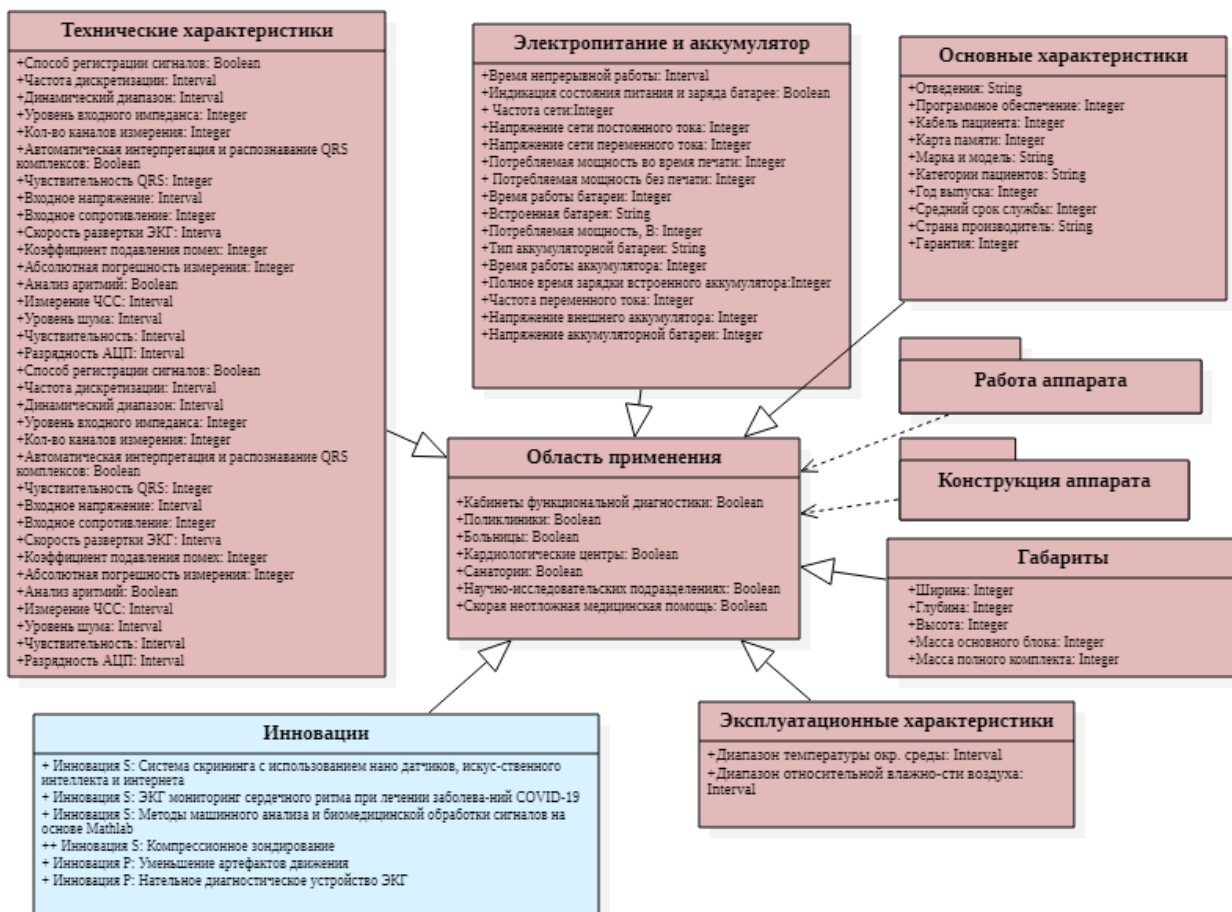 Технические характеристики
+Способ регистрации сигналов: Boolean
+Частота дискретизации: Interval
+Динамический диапазон: Interval
+Уровень входного импеданса: Integer
+Кол-во каналов измерения: Integer
+Автоматическая интерпретация и распознавание QRS
комплексов: Boolean
+Чувствительность QRS: Integer
+Входное напряжение: Interval
+Входное сопротивление: Integer
+Скорость развертки ЭКГ: Interva
+Коэффициент подавления помех: Integer
+Абсолютная погрешность измерения: Integer
+Анализ аритмий: Boolean
+Измерение ЧСС: Interval
+Уровень шума: Interval
+Чувствительность: Interval
+Разрядность АЦП: Interval
+Способ регистрации сигналов: Boolean
+Частота дискретизации: Interval
+Динамический диапазон: Interval
+Уровень входного импеданса: Integer
+Кол-во каналов измерения: Integer
+Автоматическая интерпретация и распознавание QRS
комплексов: Boolean
+Чувствительность QRS: Integer
+Входное напряжение: Interval
+Входное сопротивление: Integer
+Скорость развертки ЭКГ: Interva
+Коэффициент подавления помех: Integer
+Абсолютная погрешность измерения: Integer
+Анализ аритмий: Boolean
+Измерение ЧСС: Interval
+Уровень шума: Interval
+Чувствительность: Interval
+Разрядность АЦП: Interval
Электропитание и аккумулятор
+Время непрерывной работы: Interval
+Индикация состояния питания и заряда батарее: Boolean
+ Частота сети:Integer
+Напряжение сети постоянного тока: Integer
+Напряжение сети переменного тока: Integer
+Потребляемая мощность во время печати: Integer
+ Потребляемая мощность без печати: Integer
+Время работы батареи: Integer
+Встроенная батарея: String
+Потребляемая мощность, В: Integer
+Тип аккумуляторной батареи: String
+Время работы аккумулятора: Integer
+Полное время зарядки встроенного аккумулятора:Integer
+Частота переменного тока: Integer
+Напряжение внешнего аккумулятора: Integer
+Напряжение аккумуляторной батареи: Integer
Основные характеристики
+Отведения: String
+Программное обеспечение: Integer
+Кабель пациента: Integer
+Карта памяти: Integer
+Марка и модель: String
+Категории пациентов: String
+Год выпуска: Integer
+Средний срок службы: Integer
+Страна производитель: String
+Гарантия: Integer
Работа аппарата
Конструкция аппарата
Область применения
+Кабинеты функциональной диагностики: Boolean
+Поликлиники: Boolean
+Больницы: Boolean
+Кардиологические центры: Boolean
+Санатории: Boolean
+Научно-исследовательских подразделениях: Boolean
+Скорая неотложная медицинская помощь: Boolean
Габариты
+Ширина: Integer
+Глубина: Integer
+Высота: Integer
+Масса основного блока: Integer
+Масса полного комплекта: Integer
Инновации
+ Инновация S: Система скрининга с использованием нано датчиков, искус-ственного
интеллекта и интернета
+ Инновация S: ЭКГ мониторинг сердечного ритма при лечении заболева-ний COVID-19
+ Инновация S: Методы машинного анализа и биомедицинской обработки сигналов на
основе Mathlab
++ Инновация S: Компрессионное зондирование
+ Инновация P: Уменьшение артефактов движения
+ Инновация P: Нательное диагностическое устройство ЭКГ
Эксплуатационные характеристики
+Диапазон температуры окр. среды: Interval
+Диапазон относительной влажно-сти воздуха:
Interval